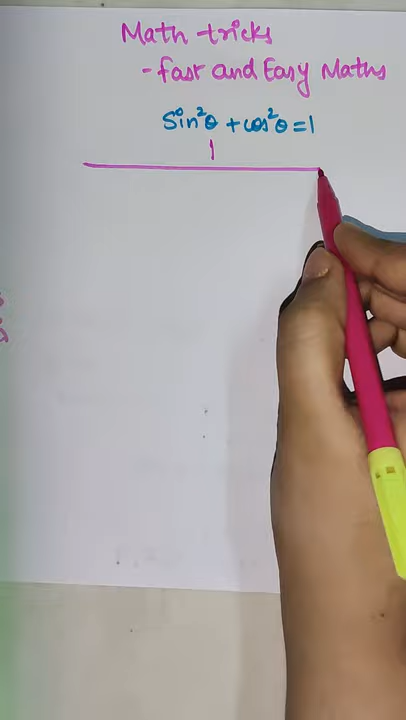 Math tricks
- fast and Easy Maths
Sin²θ + cos²θ = 1
1